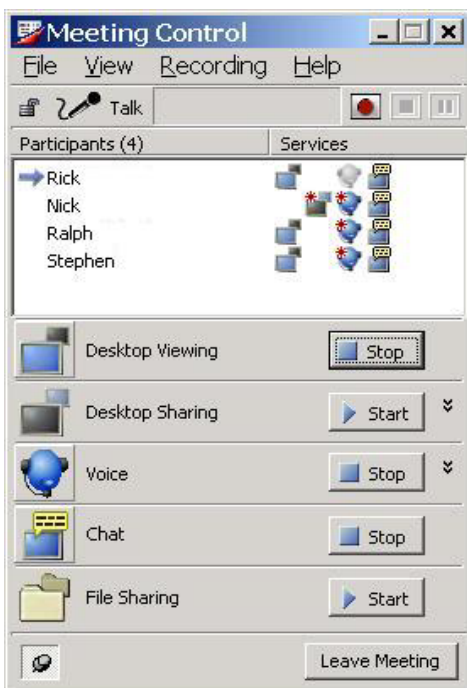 Meeting Control
File View Recording Help
Talk
Participants (4) Services
Rick
Nick
Ralph
Stephen
Desktop Viewing Stop
Desktop Sharing Start
Voice Stop
Chat Stop
File Sharing Start
Leave Meeting